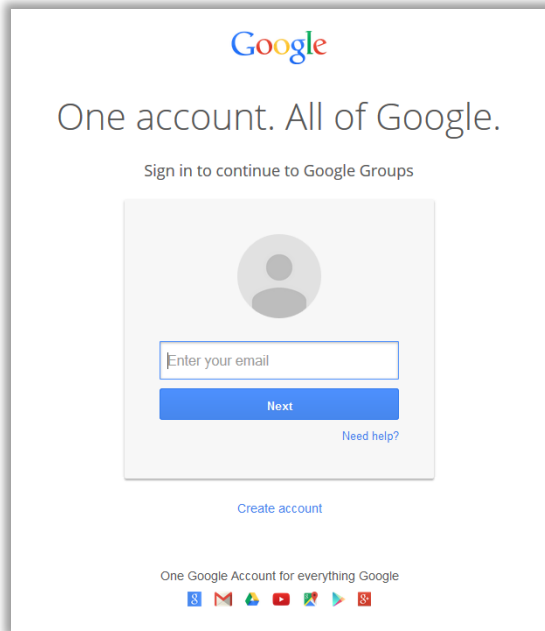 Google
One account. All of Google.
Sign in to continue to Google Groups
Enter your email
Next
Need help?
Create account
One Google Account for everything Google